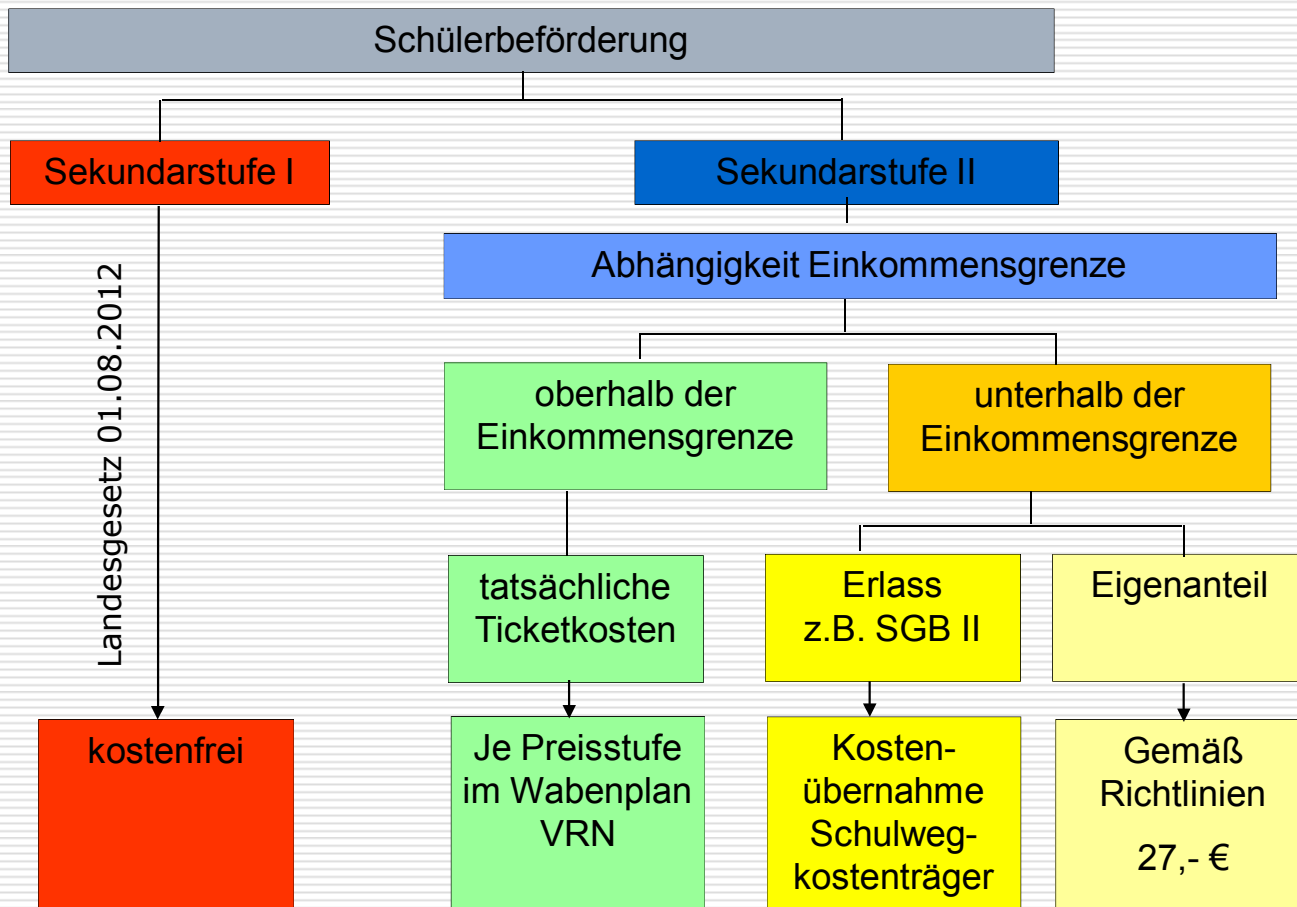 Schülerbeförderung
Sekundarstufe I
Sekundarstufe II
Landesgesetz 01.08.2012
Abhängigkeit Einkommensgrenze
oberhalb der
Einkommensgrenze
unterhalb der
Einkommensgrenze
tatsächliche
Ticketkosten
Erlass
z.B. SGB II
Eigenanteil
kostenfrei
Je Preisstufe
im Wabenplan
VRN
Kosten-
übernahme
Schulweg-
kostenträger
Gemäß
Richtlinien
27,- €